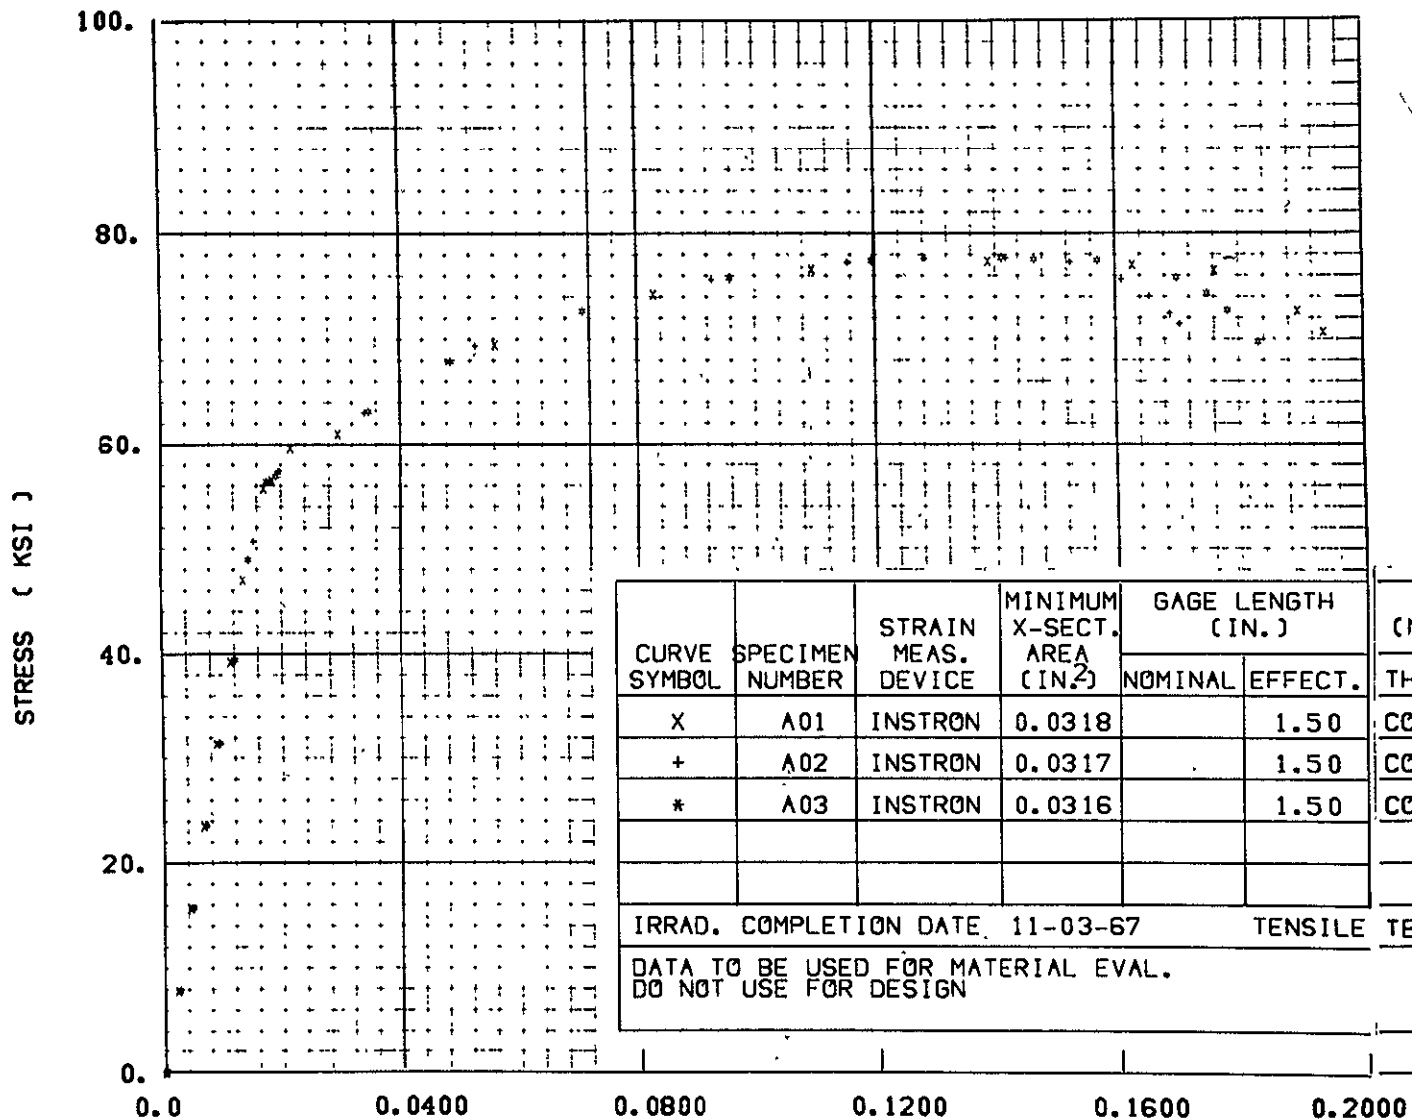 100.
80.
60.
40.
20.
0.
STRESS ( KSI )
0.0 0.0400 0.0800 0.1200 0.1600 0.2000
CURVE SYMBOL SPECIMEN NUMBER STRAIN MEAS. DEVICE MINIMUM X-SECT. AREA (IN.2) GAGE LENGTH (IN.)
NOMINAL EFFECT.
X A01 INSTRON 0.0318 1.50
+ A02 INSTRON 0.0317 1.50
* A03 INSTRON 0.0316 1.50
IRRAD. COMPLETION DATE 11-03-67 TENSILE
DATA TO BE USED FOR MATERIAL EVAL.
DO NOT USE FOR DESIGN